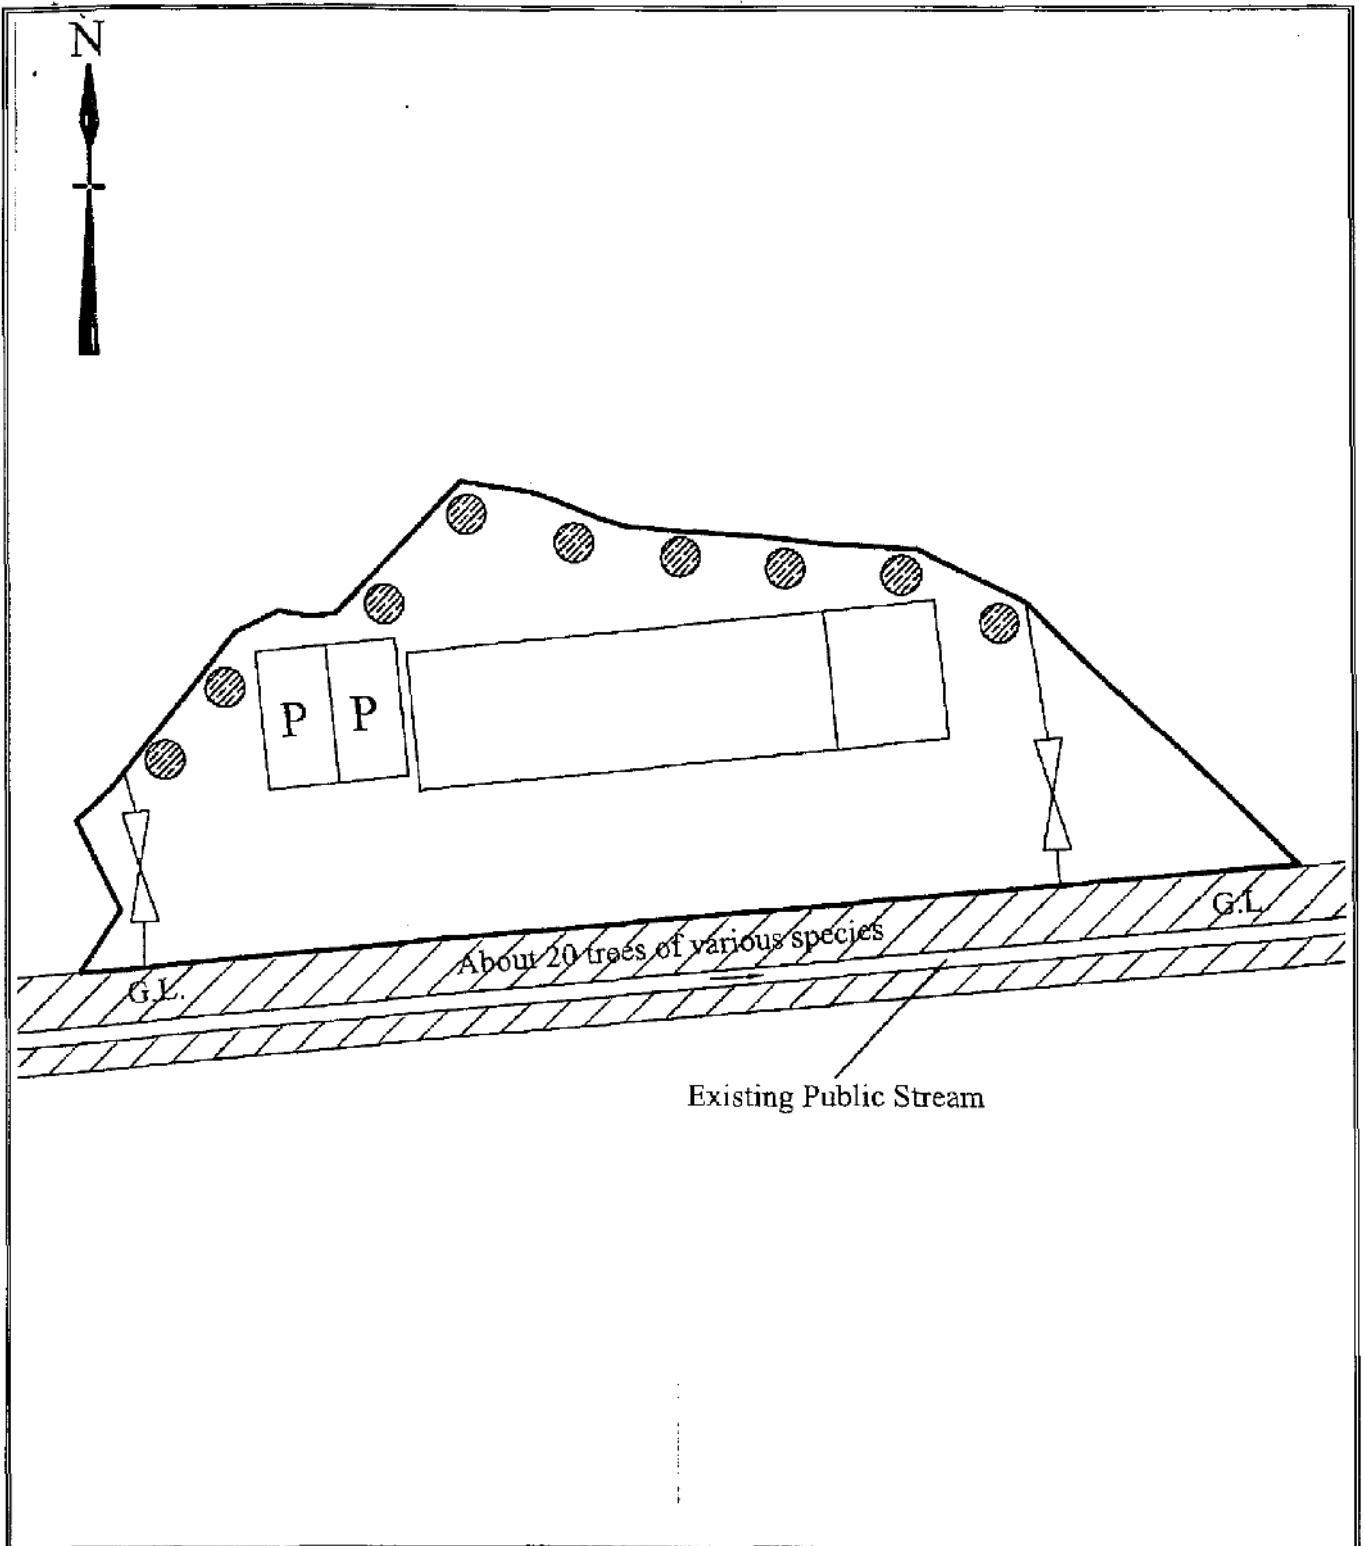 N
P P
G.L.
About 20 trees of various species
G.L.
Existing Public Stream